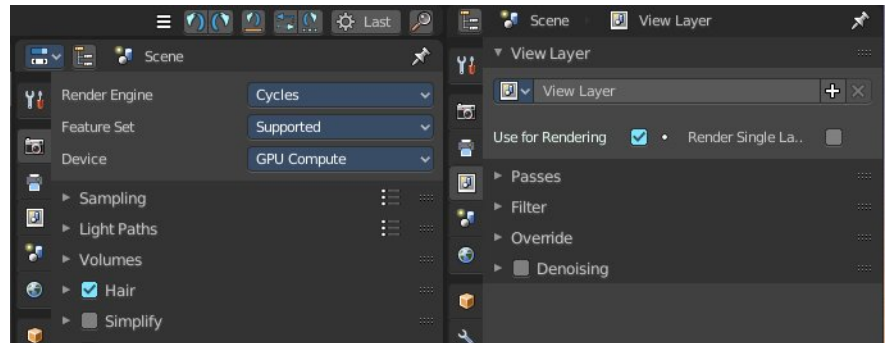 Last
Scene
Render Engine
Cycles
Feature Set
Supported
Device
GPU Compute
Sampling
Light Paths
Volumes
Hair
Simplify
Scene
View Layer
View Layer
View Layer
Use for Rendering
Render Single La..
Passes
Filter
Override
Denoising